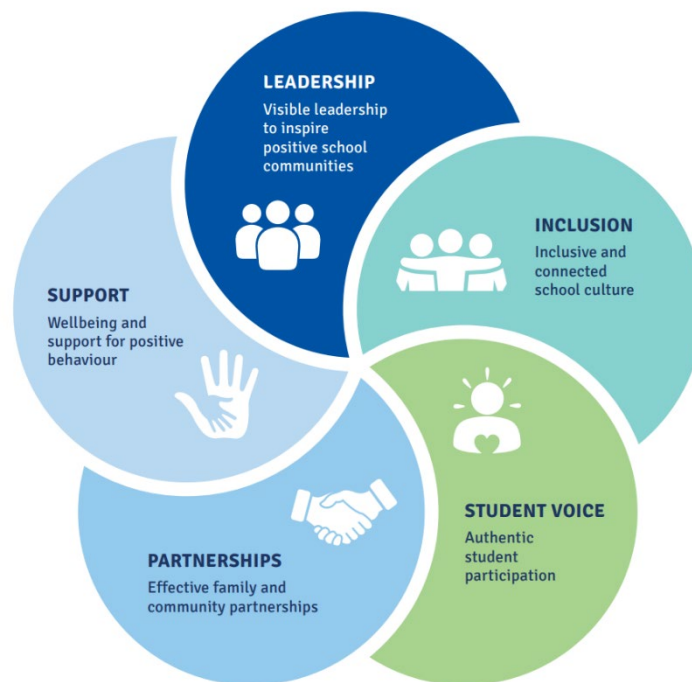 LEADERSHIP
Visible leadership
to inspire
positive school
communities
INCLUSION
Inclusive and
connected
school culture
STUDENT VOICE
Authentic
student
participation
PARTNERSHIPS
Effective family and
community partnerships
SUPPORT
Wellbeing and
support for positive
behaviour